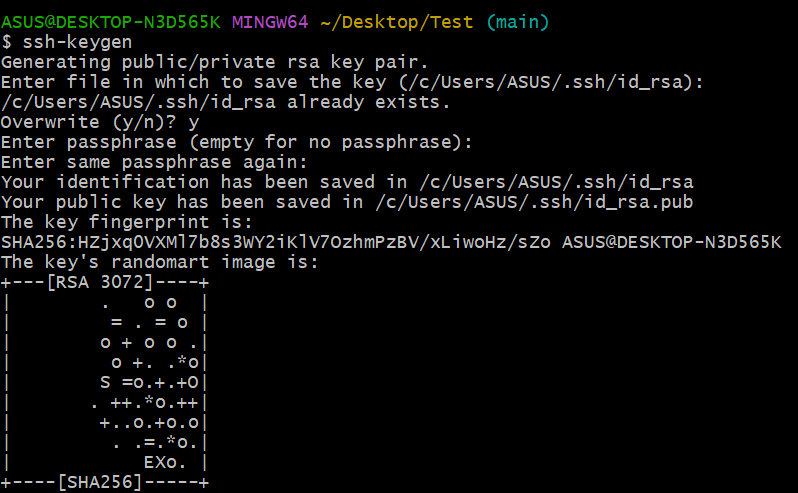 ASUS@DESKTOP-N3D565K MINGW64 ~/Desktop/Test (main)
$ ssh-keygen
Generating public/private rsa key pair.
Enter file in which to save the key (/c/Users/ASUS/.ssh/id_rsa):
/c/Users/ASUS/.ssh/id_rsa already exists.
Overwrite (y/n)? y
Enter passphrase (empty for no passphrase):
Enter same passphrase again:
Your identification has been saved in /c/Users/ASUS/.ssh/id_rsa
Your public key has been saved in /c/Users/ASUS/.ssh/id_rsa.pub
The key fingerprint is:
SHA256:HZjxqOVXMl7b8s3WY2iKlV7OzhmPzBV/xLiwoHz/sZo ASUS@DESKTOP-N3D565K
The key's randomart image is:
+---[RSA 3072]----+
|         .   o o  |
|          = . = o |
|         o + o o .|
|          o +. .*o|
|         S =o.+.+O|
|        . ++.*o.++|
|         +..o.+o.o|
|          . .=.*o.|
|             EXo. |
+----[SHA256]-----+